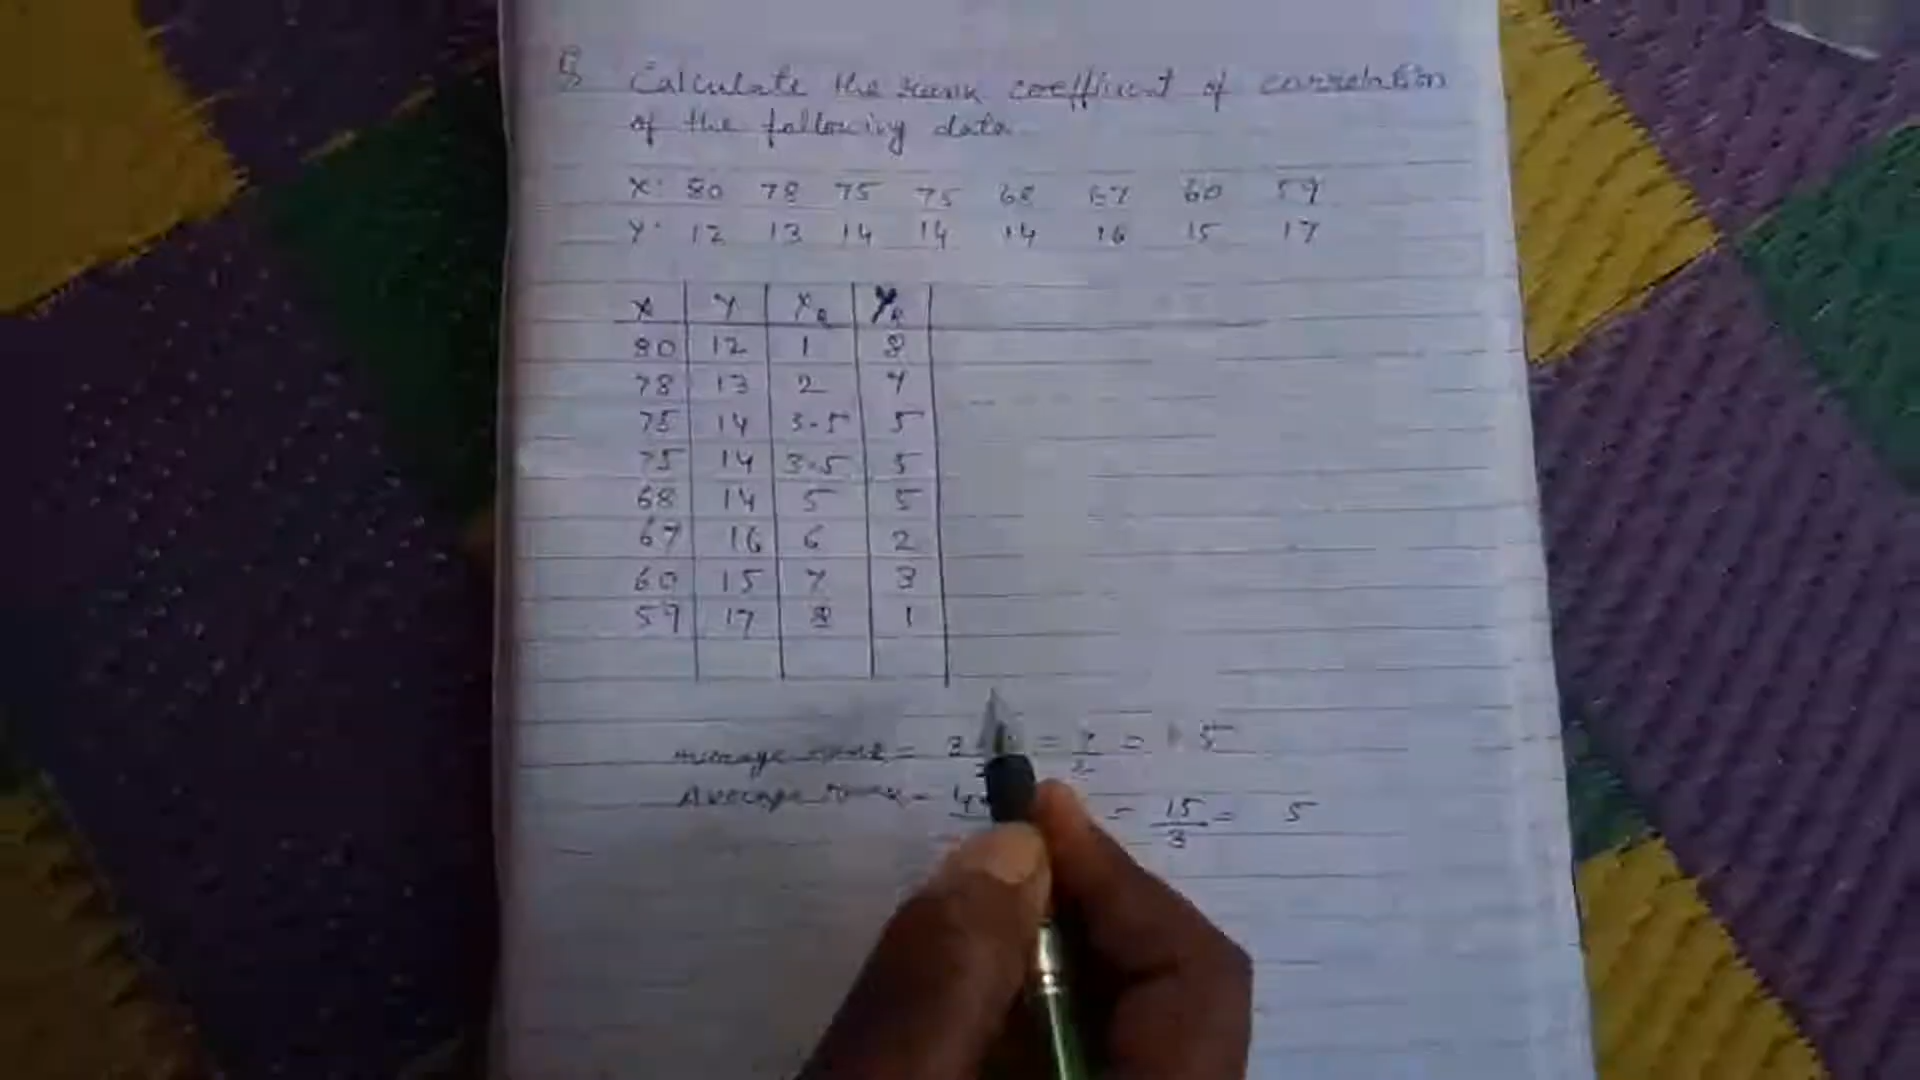 Q Calculate the rank coefficient of correlation
of the following data
X: 80 78 75 75 68 67 60 59
Y: 12 13 14 14 14 16 15 17
X Y X_R Y_R
80 12 1 8
78 13 2 7
75 14 3.5 5
75 14 3.5 5
68 14 5 5
67 16 6 2
60 15 7 3
59 17 8 1
Average rank = 3 = =
Average rank = 4+ = 15/3 = 5